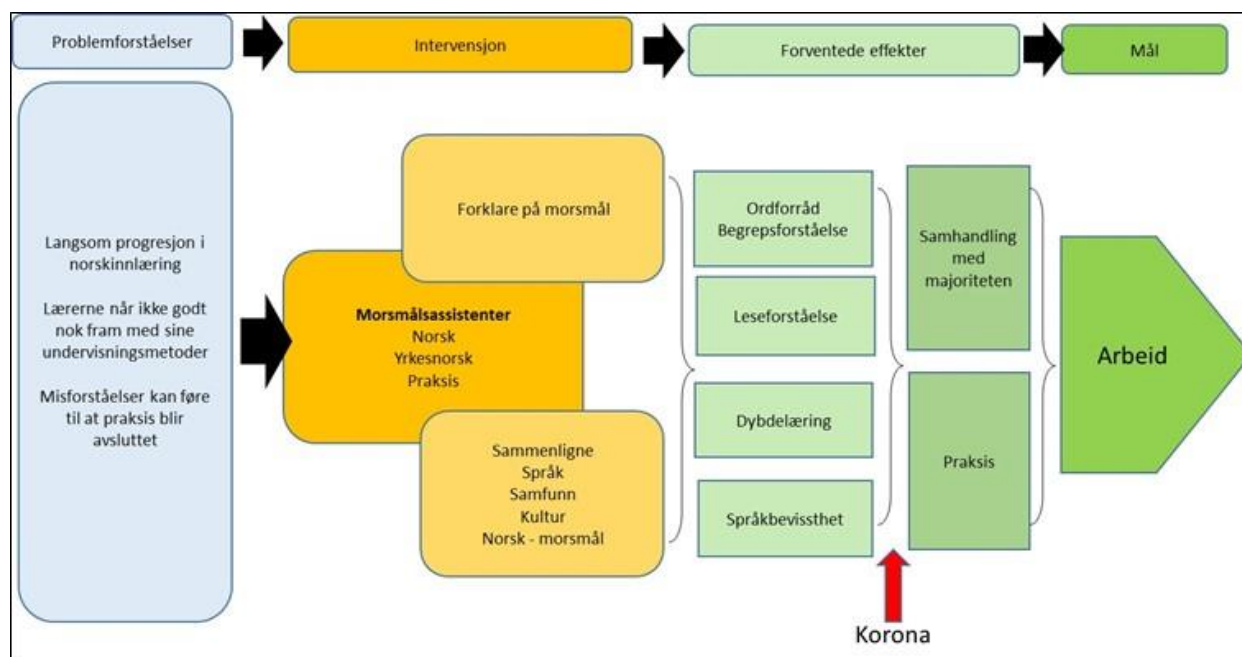 Problemforståelser
Intervensjon
Forventede effekter
Mål
Langsom progresjon i
norskinnlæring
Lærerne når ikke godt
nok fram med sine
undervisningsmetoder
Misforståelser kan føre
til at praksis blir
avsluttet
Forklare på morsmål
Morsmålsassistenter
Norsk
Yrkesnorsk
Praksis
Sammenligne
Språk
Samfunn
Kultur
Norsk - morsmål
Ordforråd
Begrepsforståelse
Leseforståelse
Dybdelæring
Språkbevissthet
Samhandling
med
majoriteten
Praksis
Arbeid
Korona